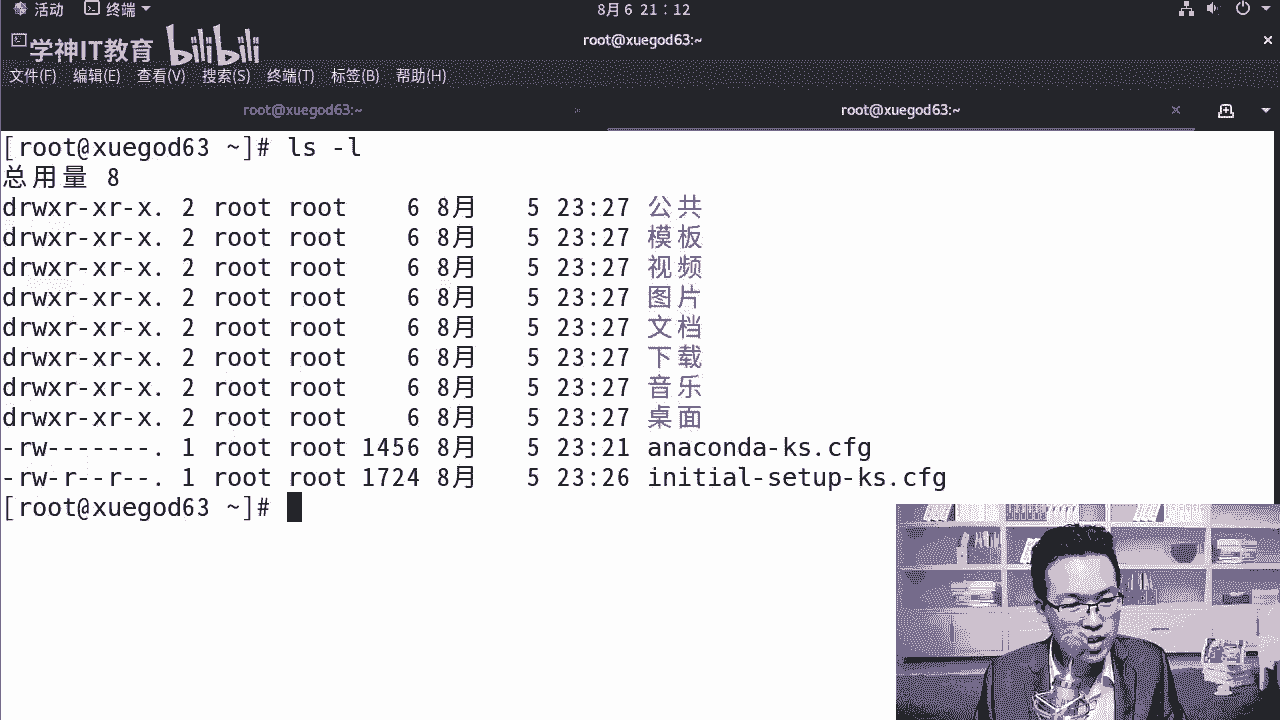 活动 终端 8月 6 21：12
学神IT教育 bilibili root@xuegod63:~
文件(F) 编辑(E) 查看(V) 搜索(S) 终端(T) 标签(B) 帮助(H)
root@xuegod63:~ root@xuegod63:~
[root@xuegod63 ~]# ls -l
总用量 8
drwxr-xr-x. 2 root root 6 8月 5 23:27 公共
drwxr-xr-x. 2 root root 6 8月 5 23:27 模板
drwxr-xr-x. 2 root root 6 8月 5 23:27 视频
drwxr-xr-x. 2 root root 6 8月 5 23:27 图片
drwxr-xr-x. 2 root root 6 8月 5 23:27 文档
drwxr-xr-x. 2 root root 6 8月 5 23:27 下载
drwxr-xr-x. 2 root root 6 8月 5 23:27 音乐
drwxr-xr-x. 2 root root 6 8月 5 23:27 桌面
-rw-------. 1 root root 1456 8月 5 23:21 anaconda-ks.cfg
-rw-r--r--. 1 root root 1724 8月 5 23:26 initial-setup-ks.cfg
[root@xuegod63 ~]#